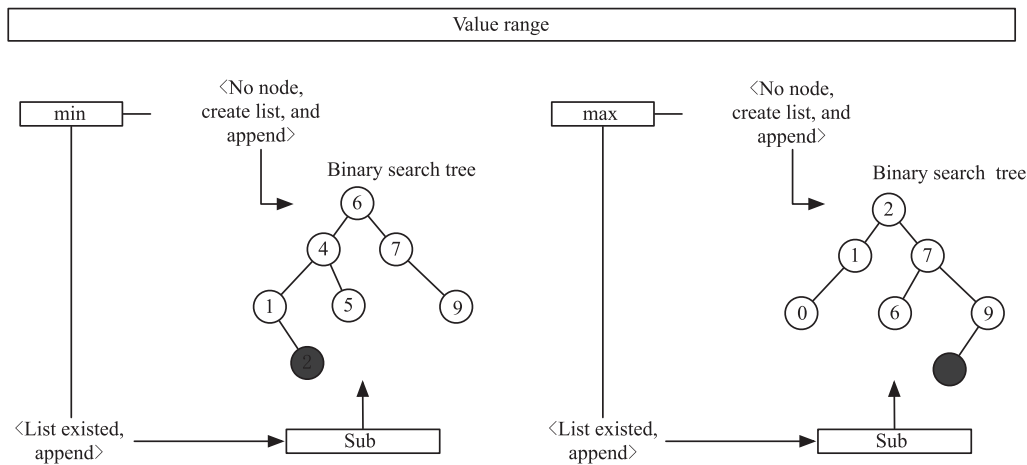 Value range
min
〈No node,
create list, and
append〉
Binary search tree
6
4
7
1
5
9
2
〈List existed,
append〉
Sub
max
〈No node,
create list, and
append〉
Binary search tree
2
1
7
0
6
9
〈List existed,
append〉
Sub